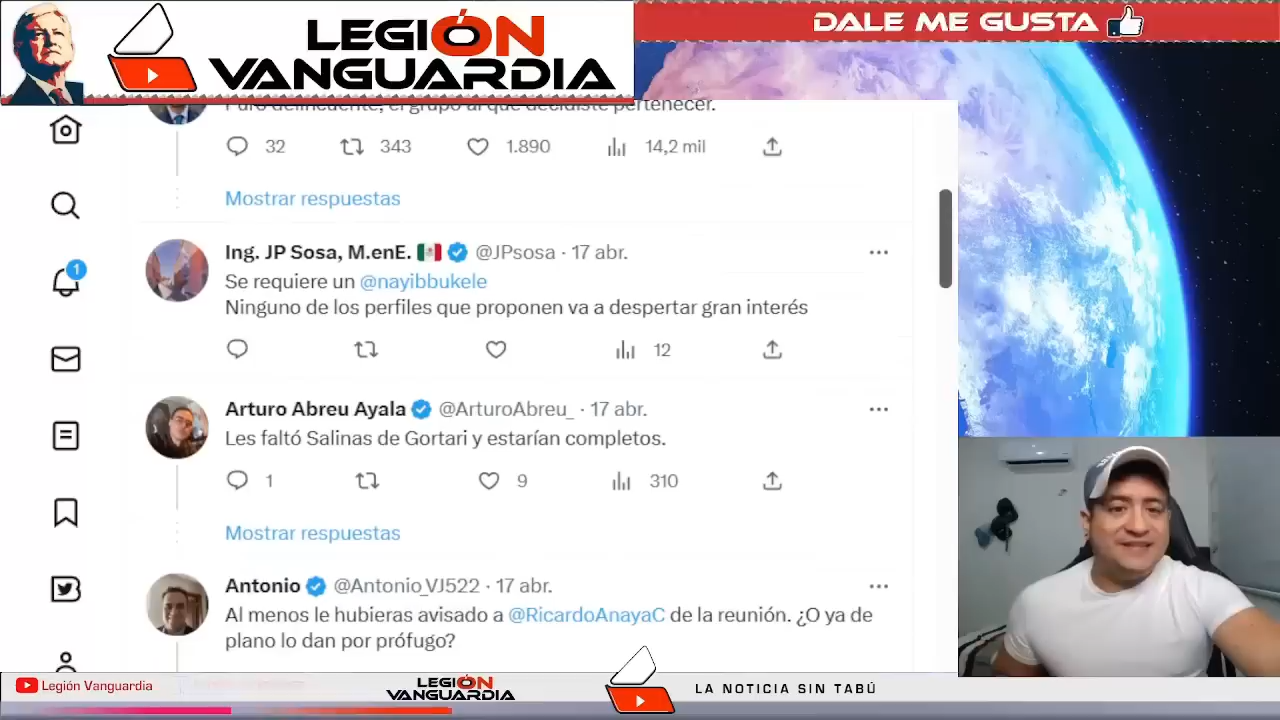 LEGIÓN
VANGUARDIA
DALE ME GUSTA
Puro delincuente, el grupo al que decidiste pertenecer.
32 343 1.890 14,2 mil
Mostrar respuestas
Ing. JP Sosa, M.enE. 🇲🇽 @JPsosa · 17 abr.
Se requiere un @nayibbukele
Ninguno de los perfiles que proponen va a despertar gran interés
12
1
Arturo Abreu Ayala @ArturoAbreu_ · 17 abr.
Les faltó Salinas de Gortari y estarían completos.
1 9 310
Mostrar respuestas
Antonio @Antonio_VJ522 · 17 abr.
Al menos le hubieras avisado a @RicardoAnayaC de la reunión. ¿O ya de
plano lo dan por prófugo?
Legión Vanguardia
LEGIÓN
VANGUARDIA
LA NOTICIA SIN TABÚ